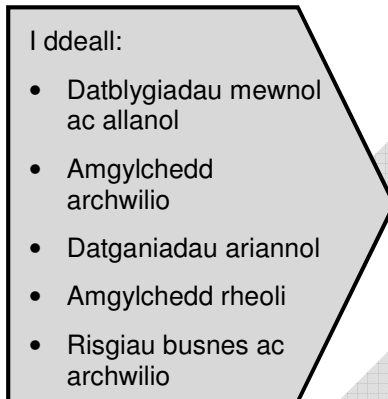 I ddeall:
• Datblygiadau mewnol
ac allanol
• Amgylchedd
archwilio
• Datganiadau ariannol
• Amgylchedd rheoli
• Risgiau busnes ac
archwilio